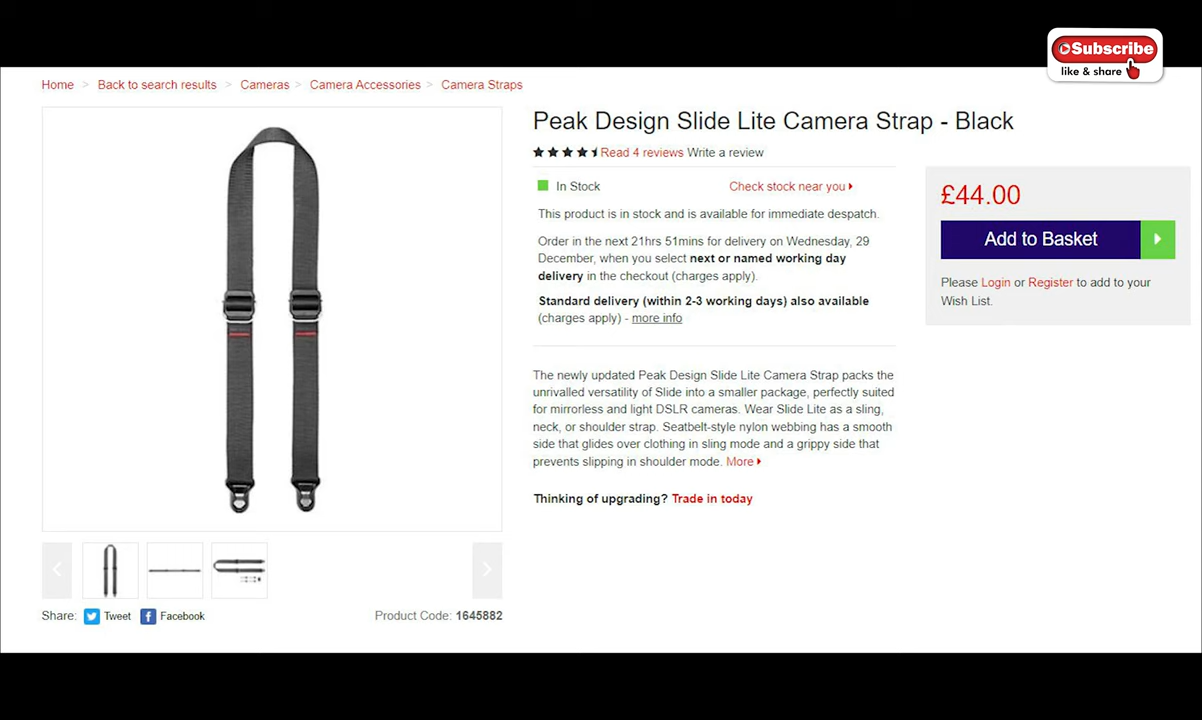 Subscribe
like & share
Home > Back to search results > Cameras > Camera Accessories > Camera Straps
Peak Design Slide Lite Camera Strap - Black
Read 4 reviews Write a review
In Stock Check stock near you
This product is in stock and is available for immediate despatch.
Order in the next 21hrs 51mins for delivery on Wednesday, 29
December, when you select next or named working day
delivery in the checkout (charges apply).
Standard delivery (within 2-3 working days) also available
(charges apply) - more info
£44.00
Add to Basket
Please Login or Register to add to your
Wish List.
The newly updated Peak Design Slide Lite Camera Strap packs the
unrivalled versatility of Slide into a smaller package, perfectly suited
for mirrorless and light DSLR cameras. Wear Slide Lite as a sling,
neck, or shoulder strap. Seatbelt-style nylon webbing has a smooth
side that glides over clothing in sling mode and a grippy side that
prevents slipping in shoulder mode. More
Thinking of upgrading? Trade in today
Share: Tweet Facebook Product Code: 1645882